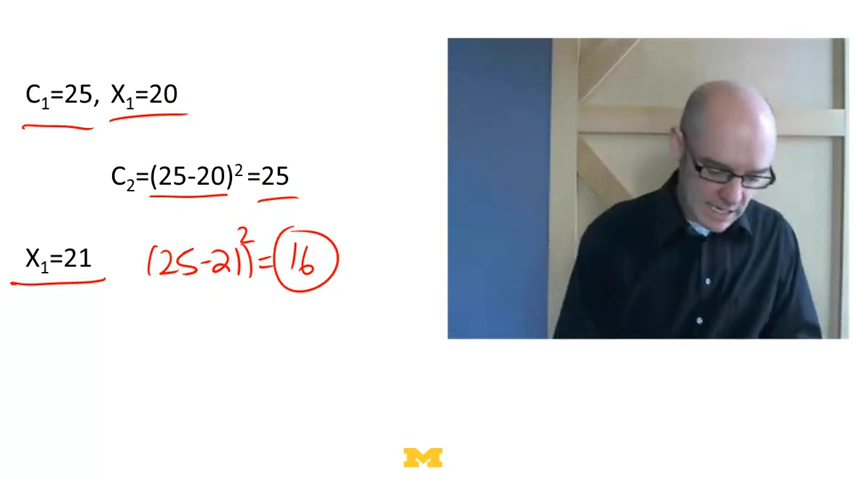 C₁=25, X₁=20
C₂=(25-20)²=25
X₁=21 (25-21)²=16
M